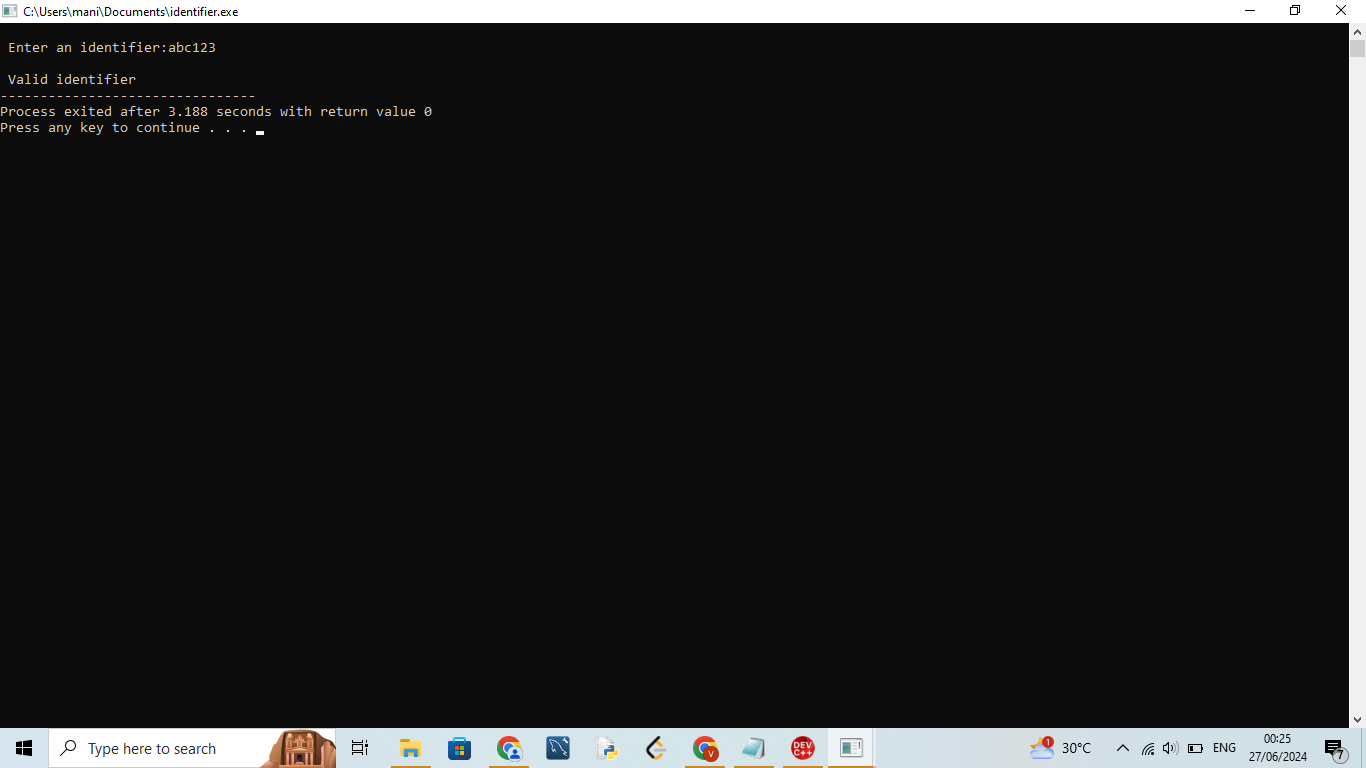 C:\Users\mani\Documents\identifier.exe
Enter an identifier:abc123
Valid identifier
--------------------------------
Process exited after 3.188 seconds with return value 0
Press any key to continue . . .
Type here to search
DEV
C++
V
1
30°C
ENG
00:25
27/06/2024
7